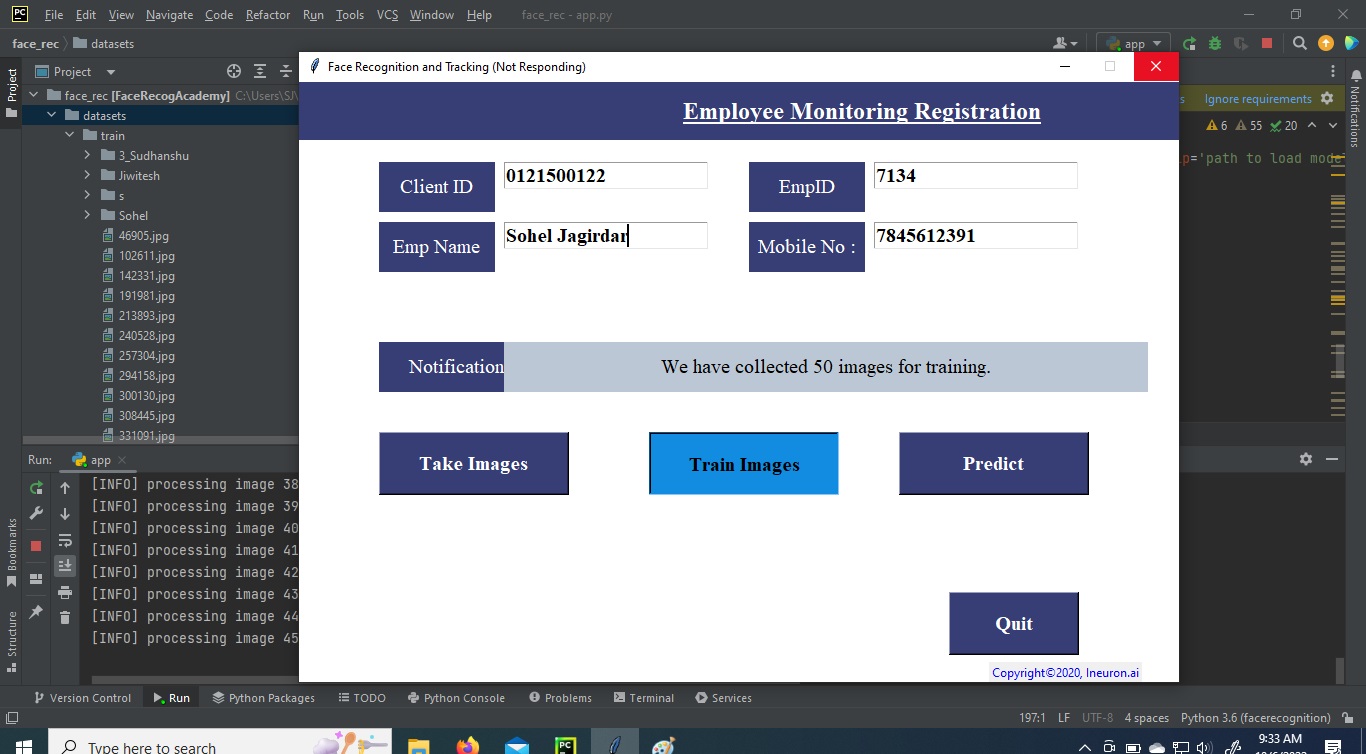 PC File Edit View Navigate Code Refactor Run Tools VCS Window Help face_rec - app.py
face_rec datasets app
Project
Face Recognition and Tracking (Not Responding)
Project
face_rec [FaceRecogAcademy] C:\Users\SJ\
s Ignore requirements
Notifications
datasets
6 55 20
train
3_Sudhanshu
='path to load mode
Jiwitesh
s
Sohel
46905.jpg
102611.jpg
142331.jpg
191981.jpg
213893.jpg
240528.jpg
257304.jpg
294158.jpg
300130.jpg
308445.jpg
331091.jpg
Employee Monitoring Registration
Client ID 0121500122 EmpID 7134
Emp Name Sohel Jagirdar Mobile No : 7845612391
Notification We have collected 50 images for training.
Take Images Train Images Predict
Quit
Copyright©2020, Ineuron.ai
Run: app
[INFO] processing image 38
[INFO] processing image 39
[INFO] processing image 40
[INFO] processing image 41
[INFO] processing image 42
[INFO] processing image 43
[INFO] processing image 44
[INFO] processing image 45
Bookmarks
Structure
Version Control Run Python Packages TODO Python Console Problems Terminal Services
197:1 LF UTF-8 4 spaces Python 3.6 (facerecognition)
Type here to search PC 9:33 AM